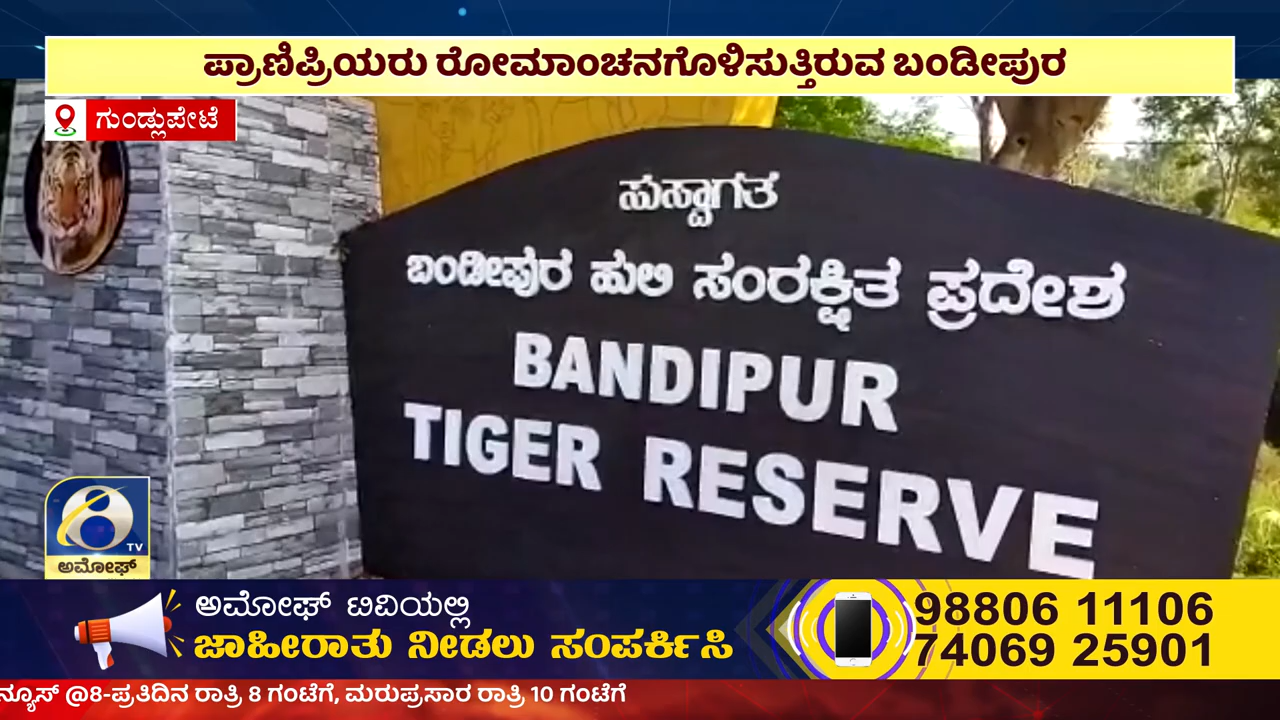 ಪ್ರಾಣಿಪ್ರಿಯರು ರೋಮಾಂಚನಗೊಳಿಸುತ್ತಿರುವ ಬಂಡೀಪುರ
ಗುಂಡ್ಲುಪೇಟೆ
ಸುಸ್ವಾಗತ
ಬಂಡೀಪುರ ಹುಲಿ ಸಂರಕ್ಷಿತ ಪ್ರದೇಶ
BANDIPUR
TIGER RESERVE
8
TV
ಅಮೋಘ್
ಅಮೋಘ್ ಟಿವಿಯಲ್ಲಿ
ಜಾಹೀರಾತು ನೀಡಲು ಸಂಪರ್ಕಿಸಿ
98806 11106
74069 25901
ನ್ಯೂಸ್ @8-ಪ್ರತಿದಿನ ರಾತ್ರಿ 8 ಗಂಟೆಗೆ, ಮರುಪ್ರಸಾರ ರಾತ್ರಿ 10 ಗಂಟೆಗೆ